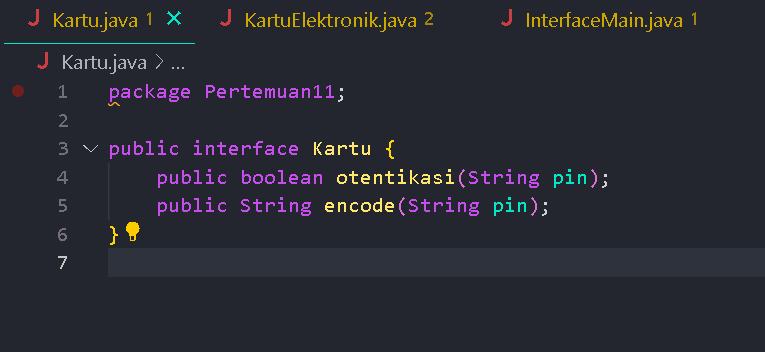 Kartu.java 1 KartuElektronik.java 2 InterfaceMain.java 1
Kartu.java > ...
1 package Pertemuan11;
2
3 public interface Kartu {
4     public boolean otentikasi(String pin);
5     public String encode(String pin);
6 }
7